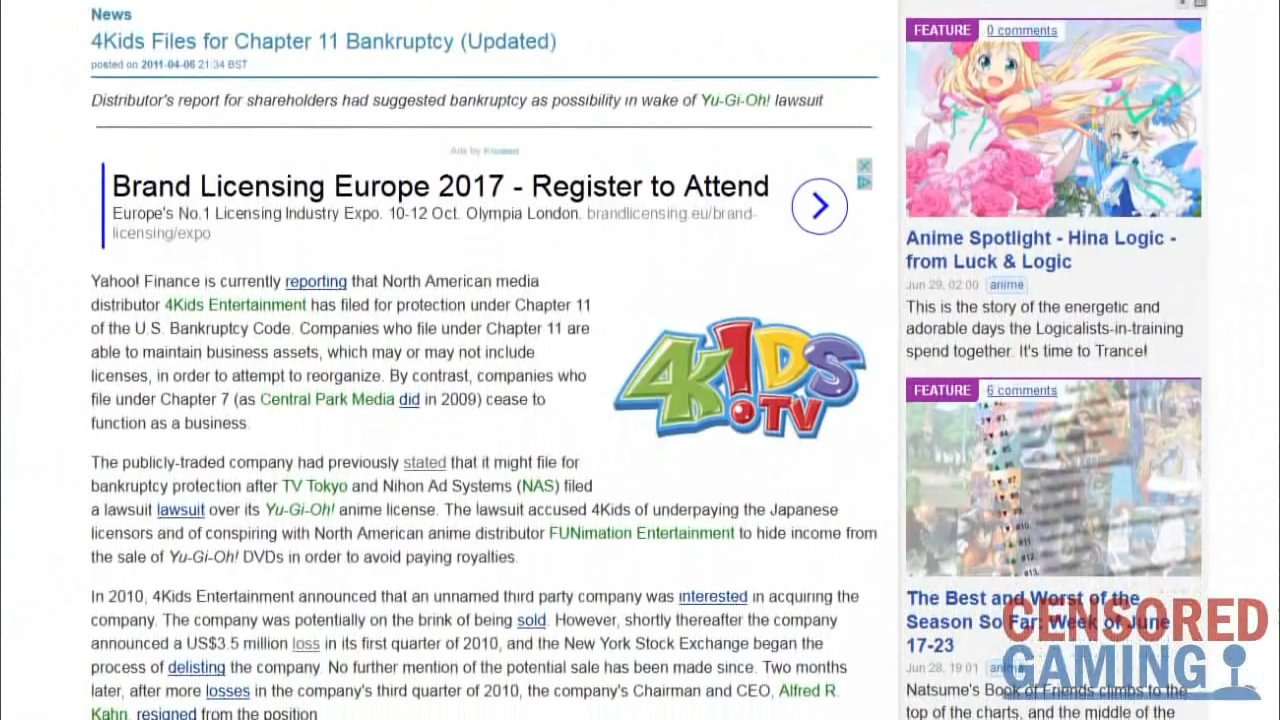 News
4Kids Files for Chapter 11 Bankruptcy (Updated)
posted on 2011-04-06 21:34 BST
Distributor's report for shareholders had suggested bankruptcy as possibility in wake of Yu-Gi-Oh! lawsuit
Ads by Kiosked
Brand Licensing Europe 2017 - Register to Attend
Europe's No.1 Licensing Industry Expo. 10-12 Oct. Olympia London. brandlicensing.eu/brand-
licensing/expo
Yahoo! Finance is currently reporting that North American media
distributor 4Kids Entertainment has filed for protection under Chapter 11
of the U.S. Bankruptcy Code. Companies who file under Chapter 11 are
able to maintain business assets, which may or may not include
licenses, in order to attempt to reorganize. By contrast, companies who
file under Chapter 7 (as Central Park Media did in 2009) cease to
function as a business.
4K!DS
.TV
The publicly-traded company had previously stated that it might file for
bankruptcy protection after TV Tokyo and Nihon Ad Systems (NAS) filed
a lawsuit lawsuit over its Yu-Gi-Oh! anime license. The lawsuit accused 4Kids of underpaying the Japanese
licensors and of conspiring with North American anime distributor FUNimation Entertainment to hide income from
the sale of Yu-Gi-Oh! DVDs in order to avoid paying royalties.
In 2010, 4Kids Entertainment announced that an unnamed third party company was interested in acquiring the
company. The company was potentially on the brink of being sold. However, shortly thereafter the company
announced a US$3.5 million loss in its first quarter of 2010, and the New York Stock Exchange began the
process of delisting the company. No further mention of the potential sale has been made since. Two months
later, after more losses in the company's third quarter of 2010, the company's Chairman and CEO, Alfred R.
Kahn, resigned from the position
FEATURE 0 comments
Anime Spotlight - Hina Logic -
from Luck & Logic
Jun 29, 02:00 anime
This is the story of the energetic and
adorable days the Logicalists-in-training
spend together. It's time to Trance!
FEATURE 6 comments
#7
#10
#11
#12
#13
The Best and Worst of the
Season So Far: Week of June
17-23
Jun 28, 19:01 anime
Natsume's Book of Friends climbs to the
top of the charts, and the middle of the
CENSORED
GAMING